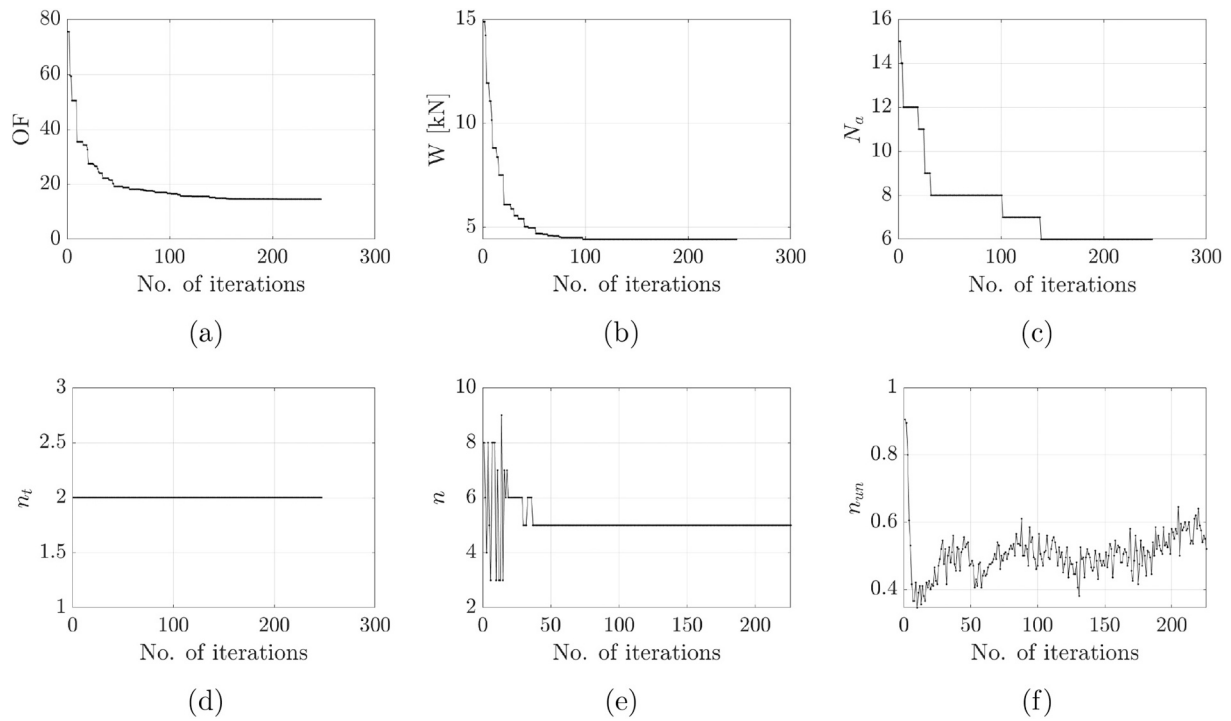 80
60
40
20
0
OF
0 100 200 300
No. of iterations
(a)
15
10
5
W [kN]
0 100 200 300
No. of iterations
(b)
16
14
12
10
8
6
N_a
0 100 200 300
No. of iterations
(c)
3
2.5
2
1.5
1
n_t
0 100 200 300
No. of iterations
(d)
10
8
6
4
2
n
0 50 100 150 200
No. of iterations
(e)
1
0.8
0.6
0.4
n_un
0 50 100 150 200
No. of iterations
(f)